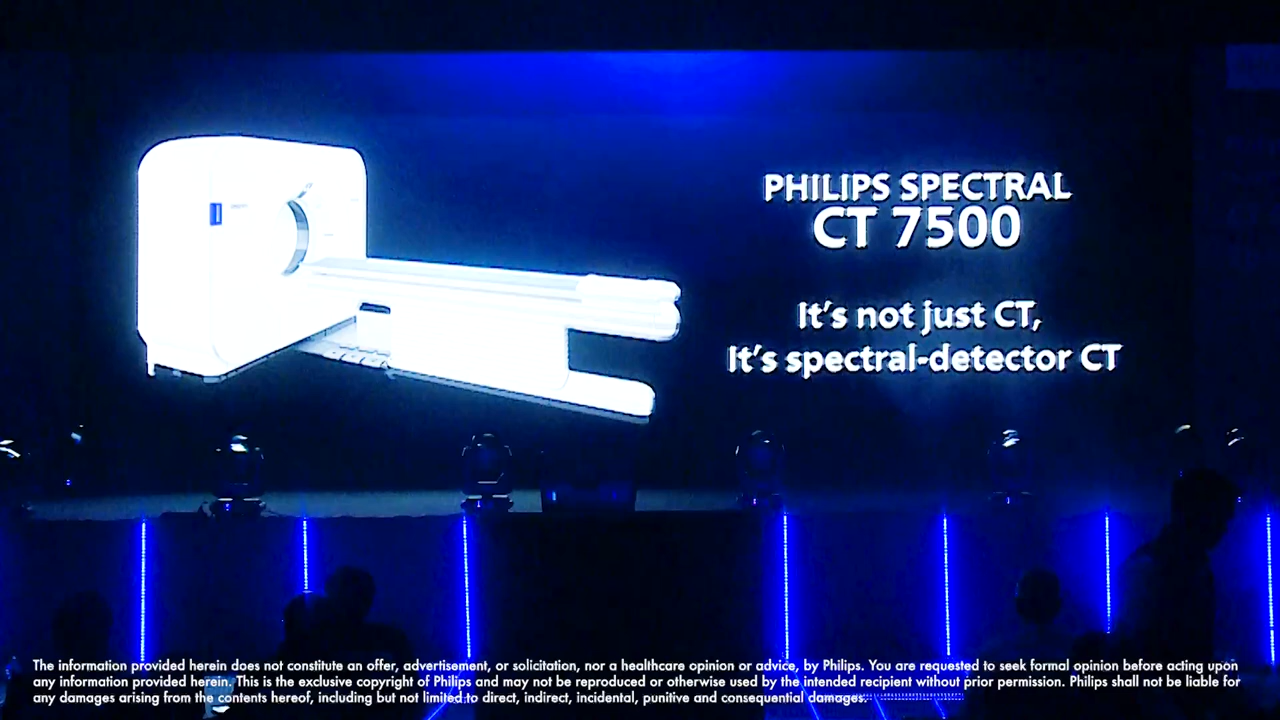 PHILIPS SPECTRAL
CT 7500
It's not just CT,
It's spectral-detector CT
The information provided herein does not constitute an offer, advertisement, or solicitation, nor a healthcare opinion or advice, by Philips. You are requested to seek formal opinion before acting upon
any information provided herein. This is the exclusive copyright of Philips and may not be reproduced or otherwise used by the intended recipient without prior permission. Philips shall not be liable for
any damages arising from the contents hereof, including but not limited to direct, indirect, incidental, punitive and consequential damages.